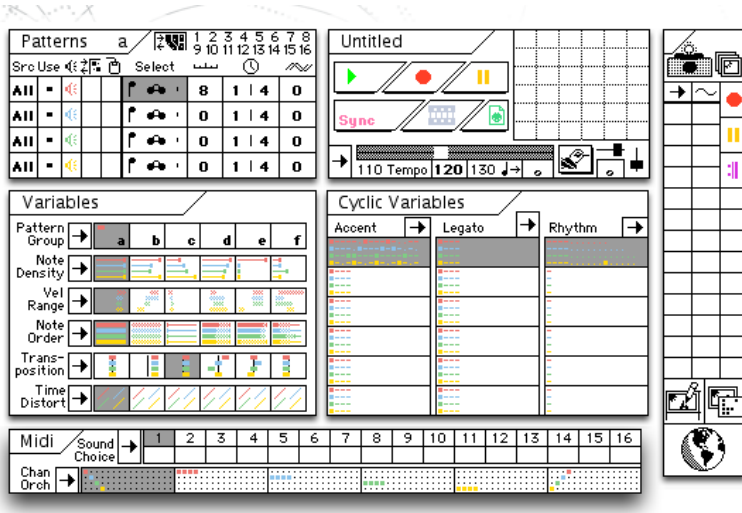 Patterns a 1 2 3 4 5 6 7 8
9 10 11 12 13 14 15 16
Src Use Select
All 8 1 | 4 0
All 0 1 | 4 0
All 0 1 | 4 0
All 0 1 | 4 0
Untitled
Sync
110 Tempo 120 130
Variables
Pattern
Group a b c d e f
Note
Density
Vel
Range
Note
Order
Trans-
position
Time
Distort
Cyclic Variables
Accent Legato Rhythm
Midi Sound
Choice 1 2 3 4 5 6 7 8 9 10 11 12 13 14 15 16
Chan
Orch